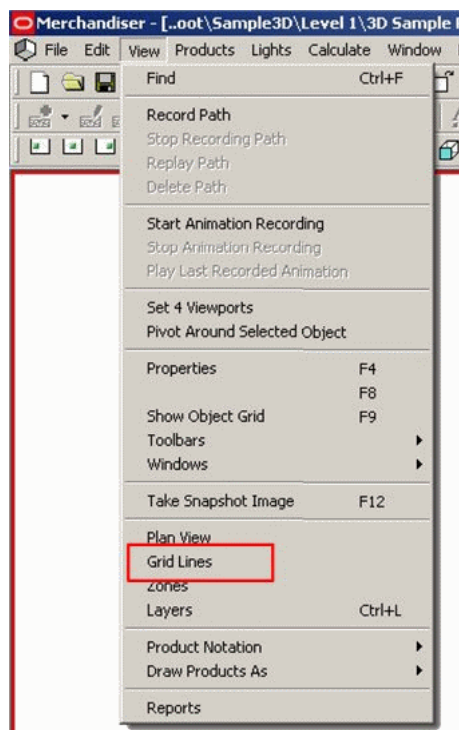 Merchandiser - [..oot\Sample3D\Level 1\3D Sample
File Edit View Products Lights Calculate Window
Find Ctrl+F
Record Path
Stop Recording Path
Replay Path
Delete Path
Start Animation Recording
Stop Animation Recording
Play Last Recorded Animation
Set 4 Viewports
Pivot Around Selected Object
Properties F4
F8
Show Object Grid F9
Toolbars
Windows
Take Snapshot Image F12
Plan View
Grid Lines
Zones
Layers Ctrl+L
Product Notation
Draw Products As
Reports